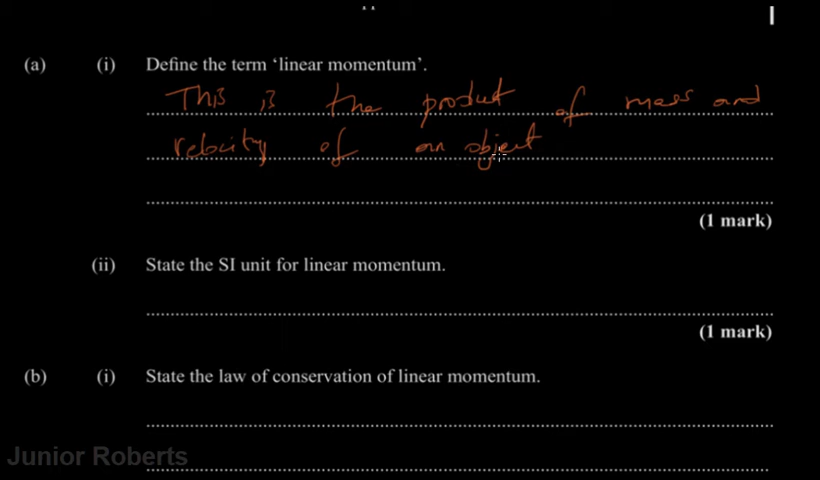 (a) (i) Define the term ‘linear momentum’.
This is the product of mass and
velocity of an object
(1 mark)
(ii) State the SI unit for linear momentum.
(1 mark)
(b) (i) State the law of conservation of linear momentum.
Junior Roberts